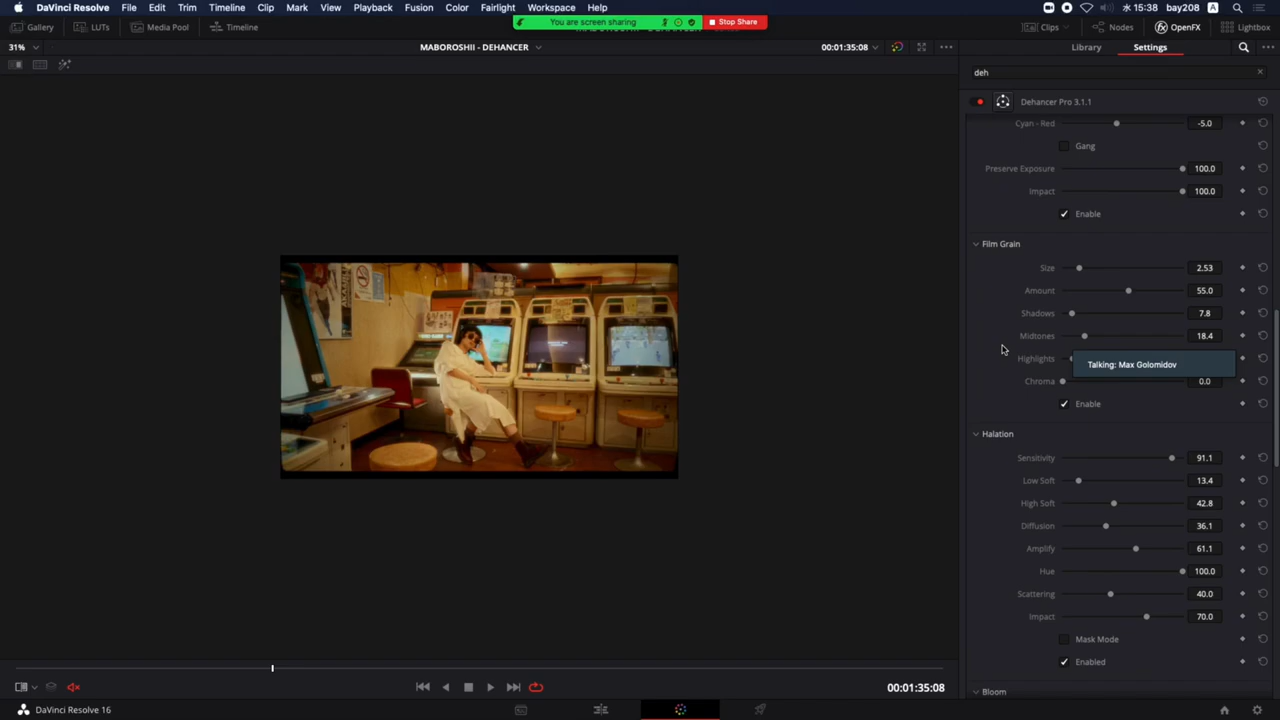 DaVinci Resolve File Edit Trim Timeline Clip Mark View Playback Fusion Color Fairlight Workspace Help 水 15:38 bay208 A
You are screen sharing Stop Share
Gallery LUTs Media Pool Timeline Clips Nodes OpenFX Lightbox
31% MABOROSHII - DEHANCER 00:01:35:08 Library Settings
deh
Dehancer Pro 3.1.1
Cyan - Red -5.0
Gang
Preserve Exposure 100.0
Impact 100.0
Enable
Film Grain
Size 2.53
Amount 55.0
Shadows 7.8
Midtones 18.4
Highlights
Talking: Max Golomidov
Chroma 0.0
Enable
Halation
Sensitivity 91.1
Low Soft 13.4
High Soft 42.8
Diffusion 36.1
Amplify 61.1
Hue 100.0
Scattering 40.0
Impact 70.0
Mask Mode
Enabled
Bloom
00:01:35:08
DaVinci Resolve 16